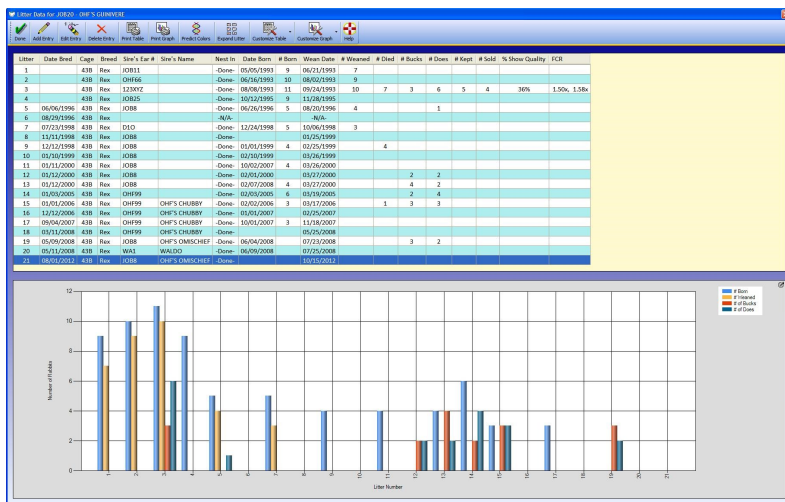 Litter Data for JOB20 - OHF'S GUINIVERE
Done Add Entry Edit Entry Delete Entry Print Table Print Graph Predict Colors Expand Litter Customize Table Customize Graph Help
Litter Date Bred Cage Breed Sire's Ear # Sire's Name Nest In Date Born # Born Wean Date # Weaned # Died # Bucks # Does # Kept # Sold % Show Quality FCR
1 43B Rex JOB11 -Done- 05/05/1993 9 06/21/1993 7
2 43B Rex OHF66 -Done- 06/16/1993 10 08/02/1993 9
3 43B Rex 123XYZ -Done- 08/08/1993 11 09/24/1993 10 7 3 6 5 4 36% 1.50x, 1.58x
4 43B Rex JOB25 -Done- 10/12/1995 9 11/28/1995
5 06/06/1996 43B Rex JOB8 -Done- 06/26/1996 5 08/20/1996 4 1
6 08/29/1996 43B Rex -N/A- -N/A-
7 07/23/1998 43B Rex D1O -Done- 12/24/1998 5 10/06/1998 3
8 11/11/1998 43B Rex JOB8 -Done- 01/25/1999
9 12/12/1998 43B Rex JOB8 -Done- 01/01/1999 4 02/25/1999 4
10 01/10/1999 43B Rex JOB8 -Done- 02/10/1999 03/26/1999
11 01/11/2000 43B Rex JOB8 -Done- 10/02/2007 4 03/26/2000
12 01/12/2000 43B Rex JOB8 -Done- 02/01/2008 03/27/2000 2 2
13 01/12/2000 43B Rex JOB8 -Done- 02/07/2008 4 03/27/2000 4 2
14 01/03/2005 43B Rex OHF99 -Done- 02/03/2005 6 03/19/2005 2 4
15 01/01/2006 43B Rex OHF99 OHF'S CHUBBY -Done- 02/02/2006 3 03/17/2006 1 3 3
16 12/12/2006 43B Rex OHF99 OHF'S CHUBBY -Done- 01/01/2007 02/25/2007
17 09/04/2007 43B Rex OHF99 OHF'S CHUBBY -Done- 10/01/2007 3 11/18/2007
18 03/11/2008 43B Rex OHF99 OHF'S CHUBBY -Done- 05/25/2008
19 05/09/2008 43B Rex JOB8 OHF'S OMISCHIEF -Done- 06/04/2008 07/23/2008 3 2
20 05/11/2008 43B Rex WA1 WALDO -Done- 06/09/2008 07/25/2008
21 08/01/2012 43B Rex JOB8 OHF'S OMISCHIEF -Done- 10/15/2012
# Born
# Weaned
# of Bucks
# of Does
Number of Rabbits
12
10
8
6
4
2
0
1 2 3 4 5 6 7 8 9 10 11 12 13 14 15 16 17 18 19 20 21
Litter Number